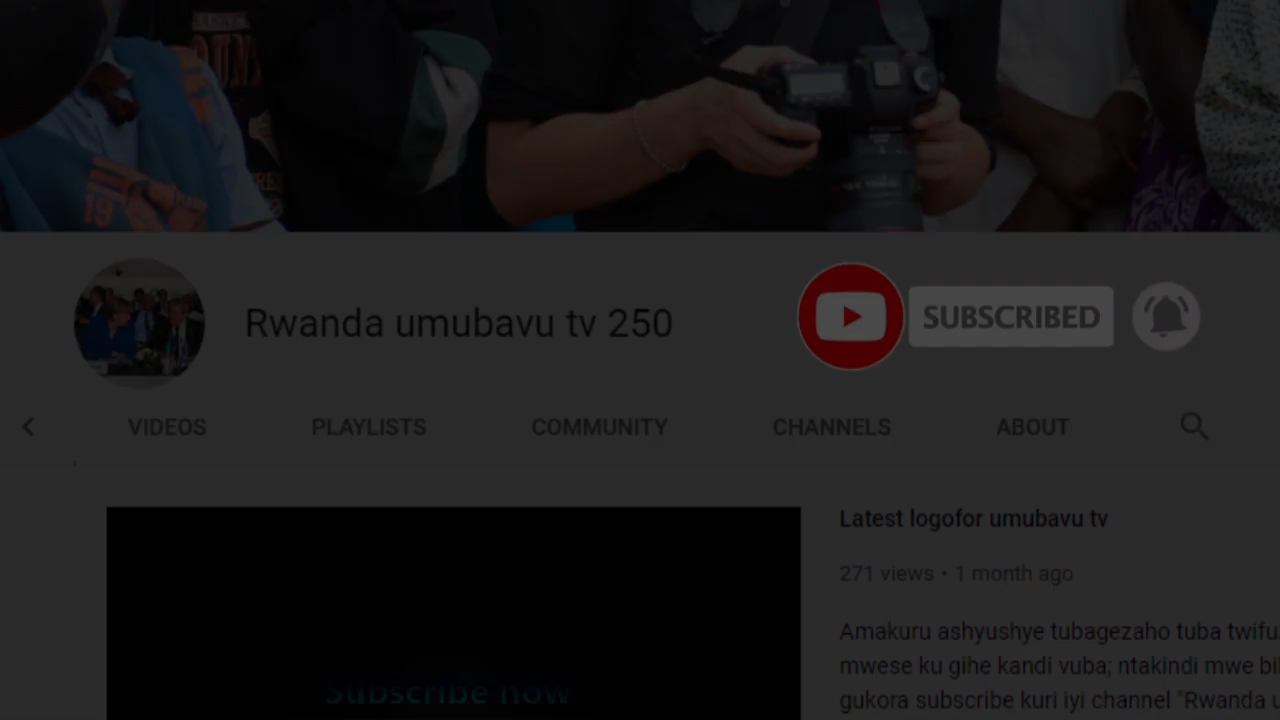 Rwanda umubavu tv 250
SUBSCRIBED
VIDEOS PLAYLISTS COMMUNITY CHANNELS ABOUT
Latest logofor umubavu tv
271 views • 1 month ago
Amakuru ashyushye tubagezaho tuba twifu
mwese ku gihe kandi vuba; ntakindi mwe bi
gukora subscribe kuri iyi channel "Rwanda u
Subscribe now